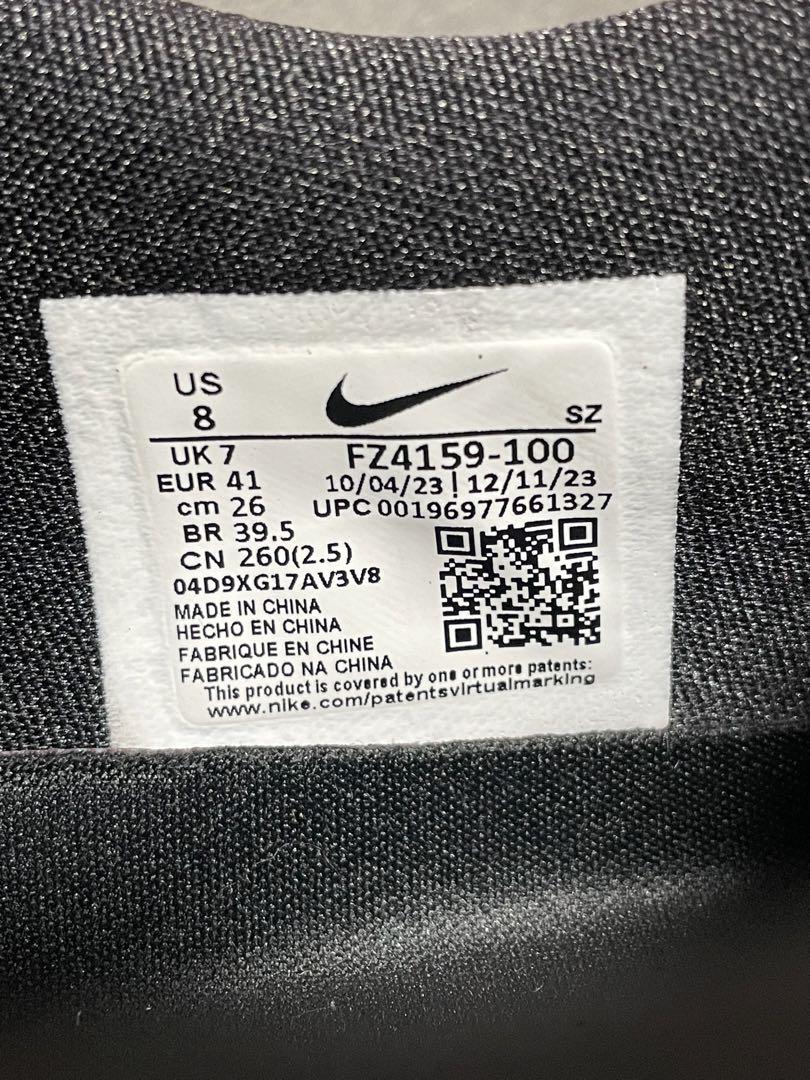 US
8
SZ
UK 7
FZ4159-100
EUR 41
10/04/23 | 12/11/23
cm 26
UPC 00196977661327
BR 39.5
CN 260(2.5)
04D9XG17AV3V8
MADE IN CHINA
HECHO EN CHINA
FABRIQUE EN CHINE
FABRICADO NA CHINA
This product is covered by one or more patents:
www.nike.com/patentsvirtualmarking